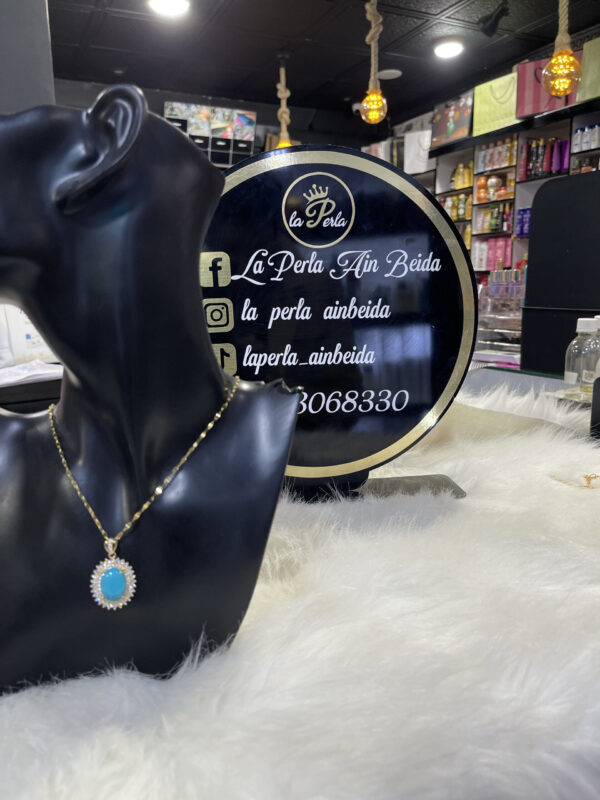 la Perla
La Perla Ain Beida
la perla ainbeida
laperla_ainbeida
3068330